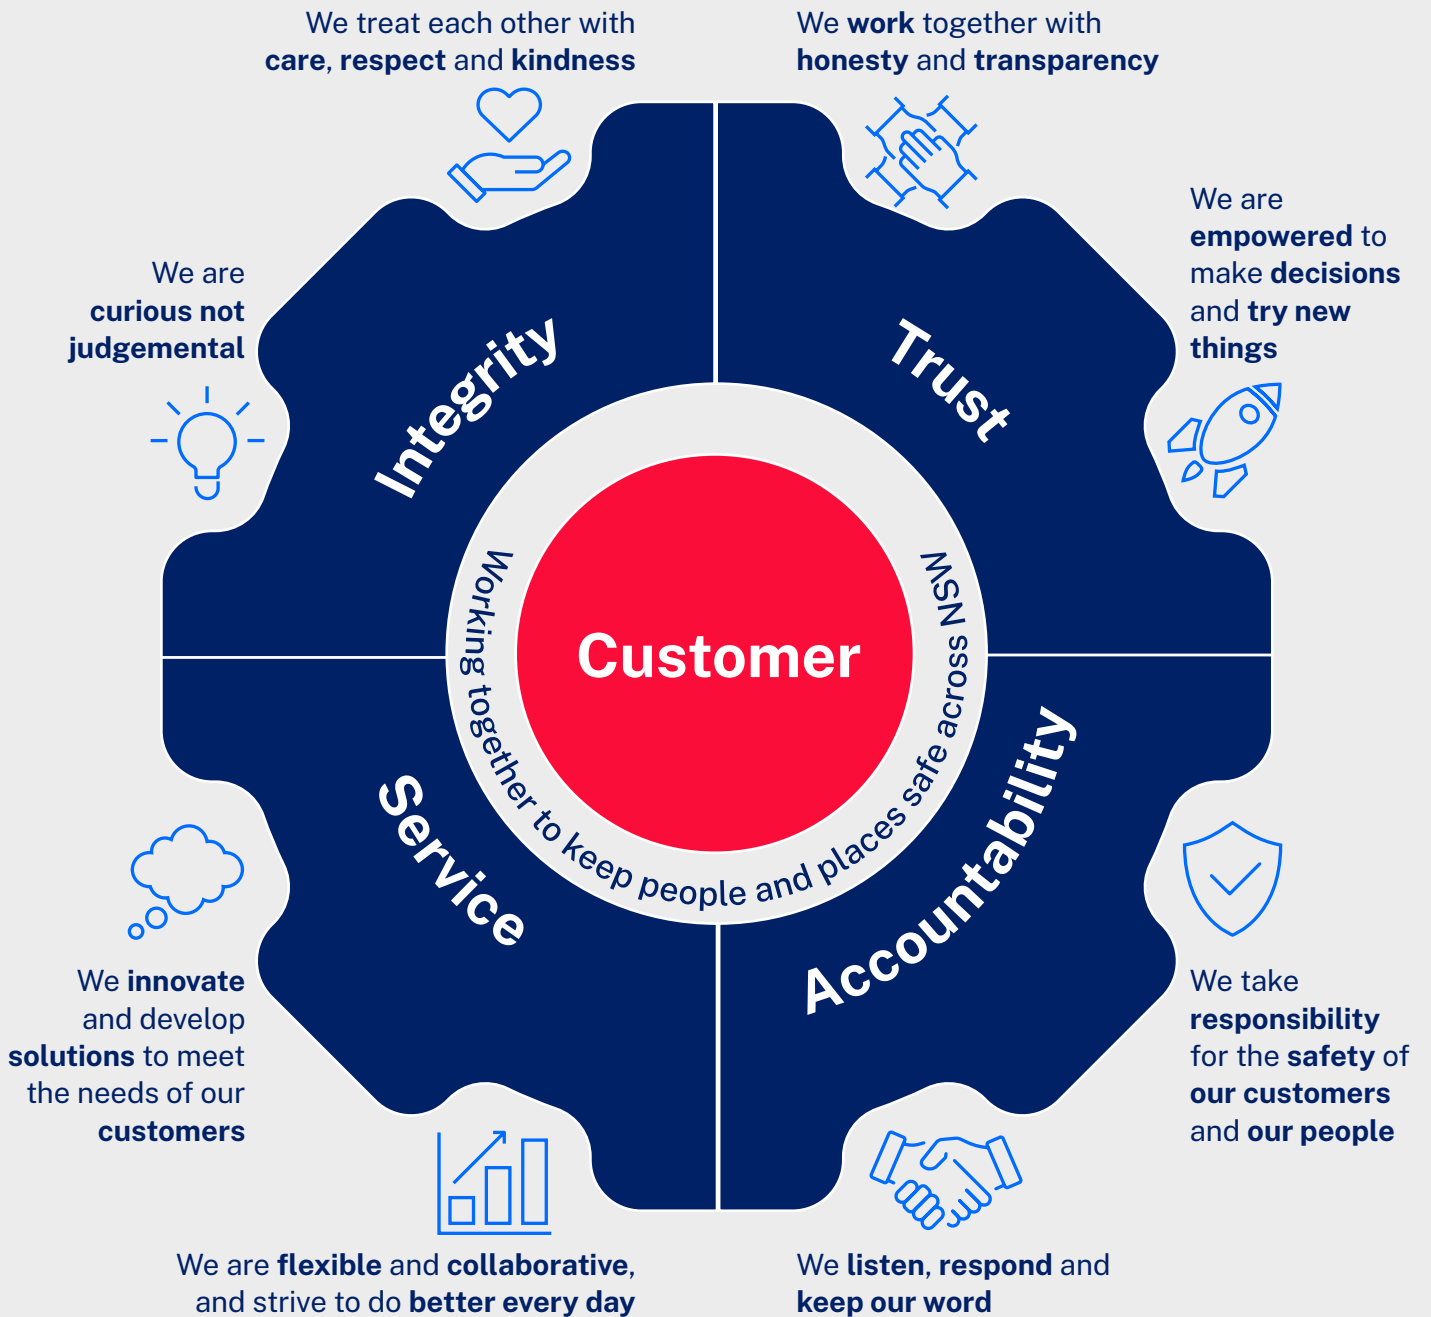 We treat each other with
care, respect and kindness
We work together with
honesty and transparency
We are
curious not
judgemental
We are
empowered to
make decisions
and try new
things
Integrity
Trust
Customer
Working together to keep people and places safe across NSW
Service
Accountability
We innovate
and develop
solutions to meet
the needs of our
customers
We take
responsibility
for the safety of
our customers
and our people
We are flexible and collaborative,
and strive to do better every day
We listen, respond and
keep our word